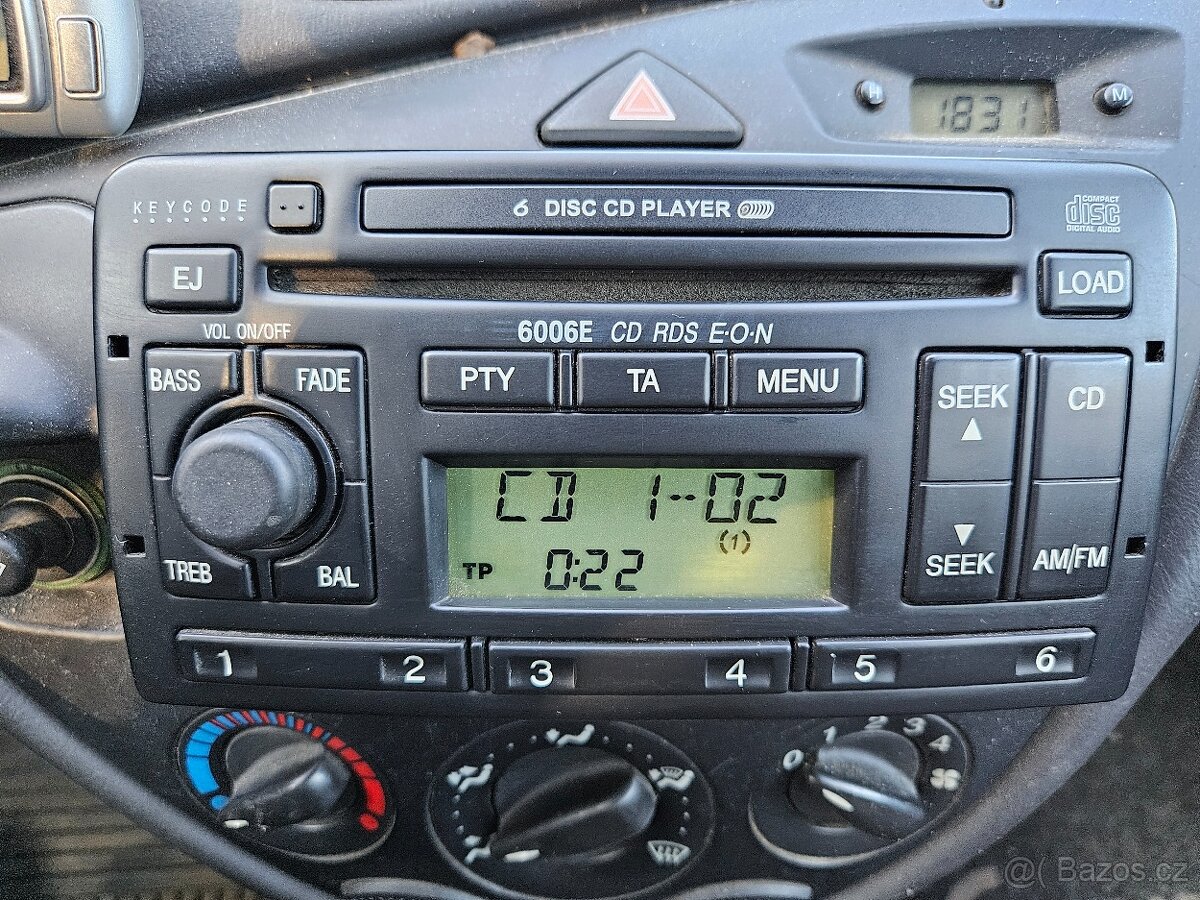 H 18:31 M
KEYCODE
6 DISC CD PLAYER
COMPACT
disc
DIGITAL AUDIO
EJ
LOAD
VOL ON/OFF
6006E CD RDS E·O·N
BASS FADE
PTY TA MENU
SEEK CD
CD 1-02
(1)
TP 0:22
SEEK AM/FM
TREB BAL
1 2 3 4 5 6
0 1 2 3 4
@( Bazos.cz